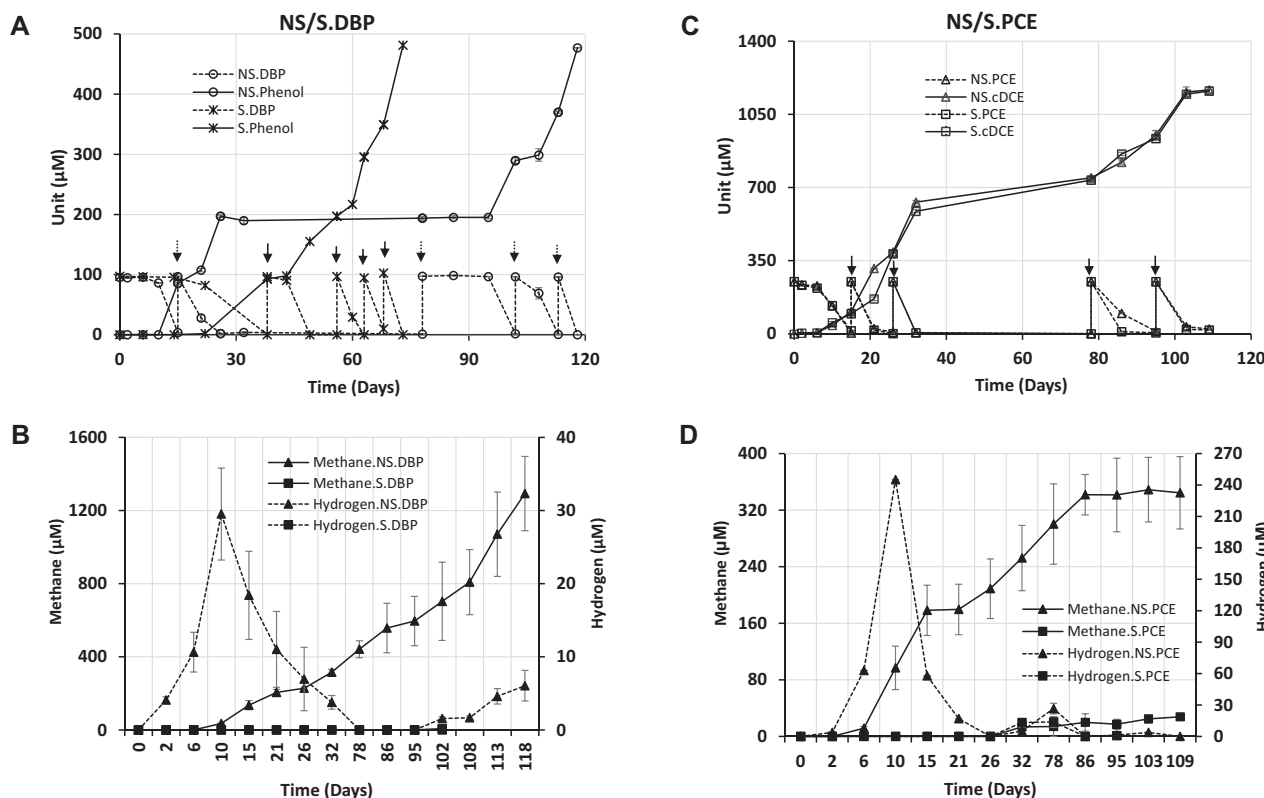 A
NS/S.DBP
500
400
300
200
100
0
Unit (µM)
NS.DBP
NS.Phenol
S.DBP
S.Phenol
0
30
60
90
120
Time (Days)
C
NS/S.PCE
1400
1050
700
350
0
Unit (µM)
NS.PCE
NS.cDCE
S.PCE
S.cDCE
0
20
40
60
80
100
120
Time (Days)
B
1600
1200
800
400
0
Methane (µM)
Methane.NS.DBP
Methane.S.DBP
Hydrogen.NS.DBP
Hydrogen.S.DBP
40
30
20
10
0
Hydrogen (µM)
0
2
6
10
15
21
26
32
78
86
95
102
108
113
118
Time (Days)
D
400
320
240
160
80
0
Methane (µM)
Methane.NS.PCE
Methane.S.PCE
Hydrogen.NS.PCE
Hydrogen.S.PCE
270
240
210
180
150
120
90
60
30
0
Hydrogen (µM)
0
2
6
10
15
21
26
32
78
86
95
103
109
Time (Days)